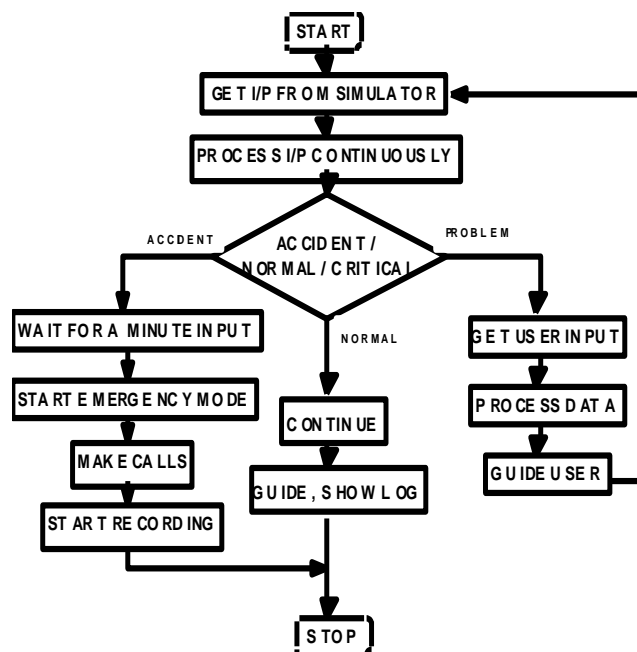 START
GET I/P FROM SIMULATOR
PROCESS I/P CONTINUOUSLY
ACCDENT
PROBLEM
ACCIDENT /
NORMAL / CRITICAL
WAIT FOR A MINUTE INPUT
NORMAL
GET USER INPUT
START EMERGENCY MODE
PROCESS DATA
CONTINUE
MAKE CALLS
GUIDE USER
GUIDE, SHOW LOG
START RECORDING
STOP